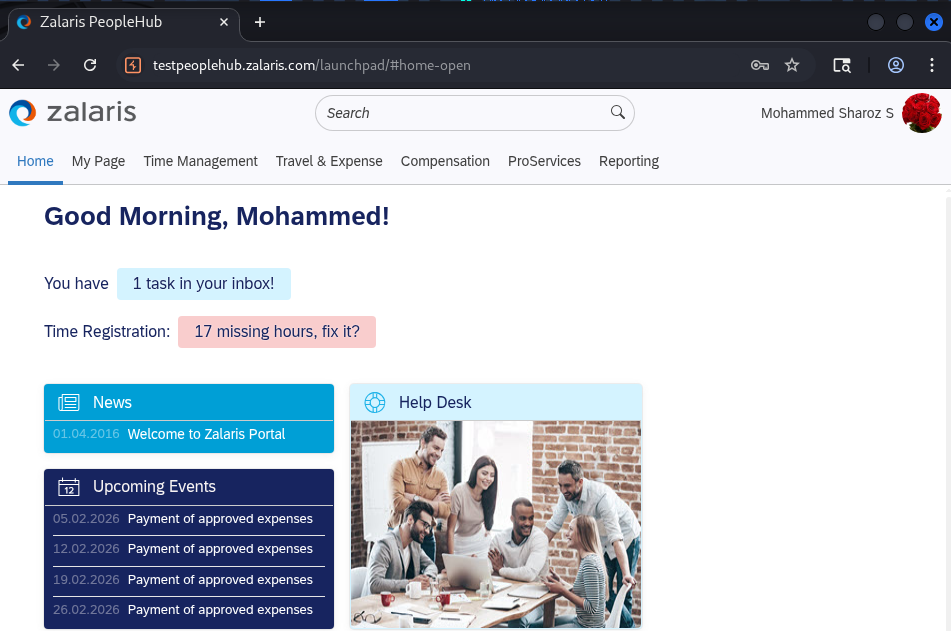 Zalaris PeopleHub
testpeoplehub.zalaris.com/launchpad/#home-open
zalaris
Search
Mohammed Sharoz S
Home My Page Time Management Travel & Expense Compensation ProServices Reporting
Good Morning, Mohammed!
You have 1 task in your inbox!
Time Registration: 17 missing hours, fix it?
News
01.04.2016 Welcome to Zalaris Portal
Help Desk
12 Upcoming Events
05.02.2026 Payment of approved expenses
12.02.2026 Payment of approved expenses
19.02.2026 Payment of approved expenses
26.02.2026 Payment of approved expenses